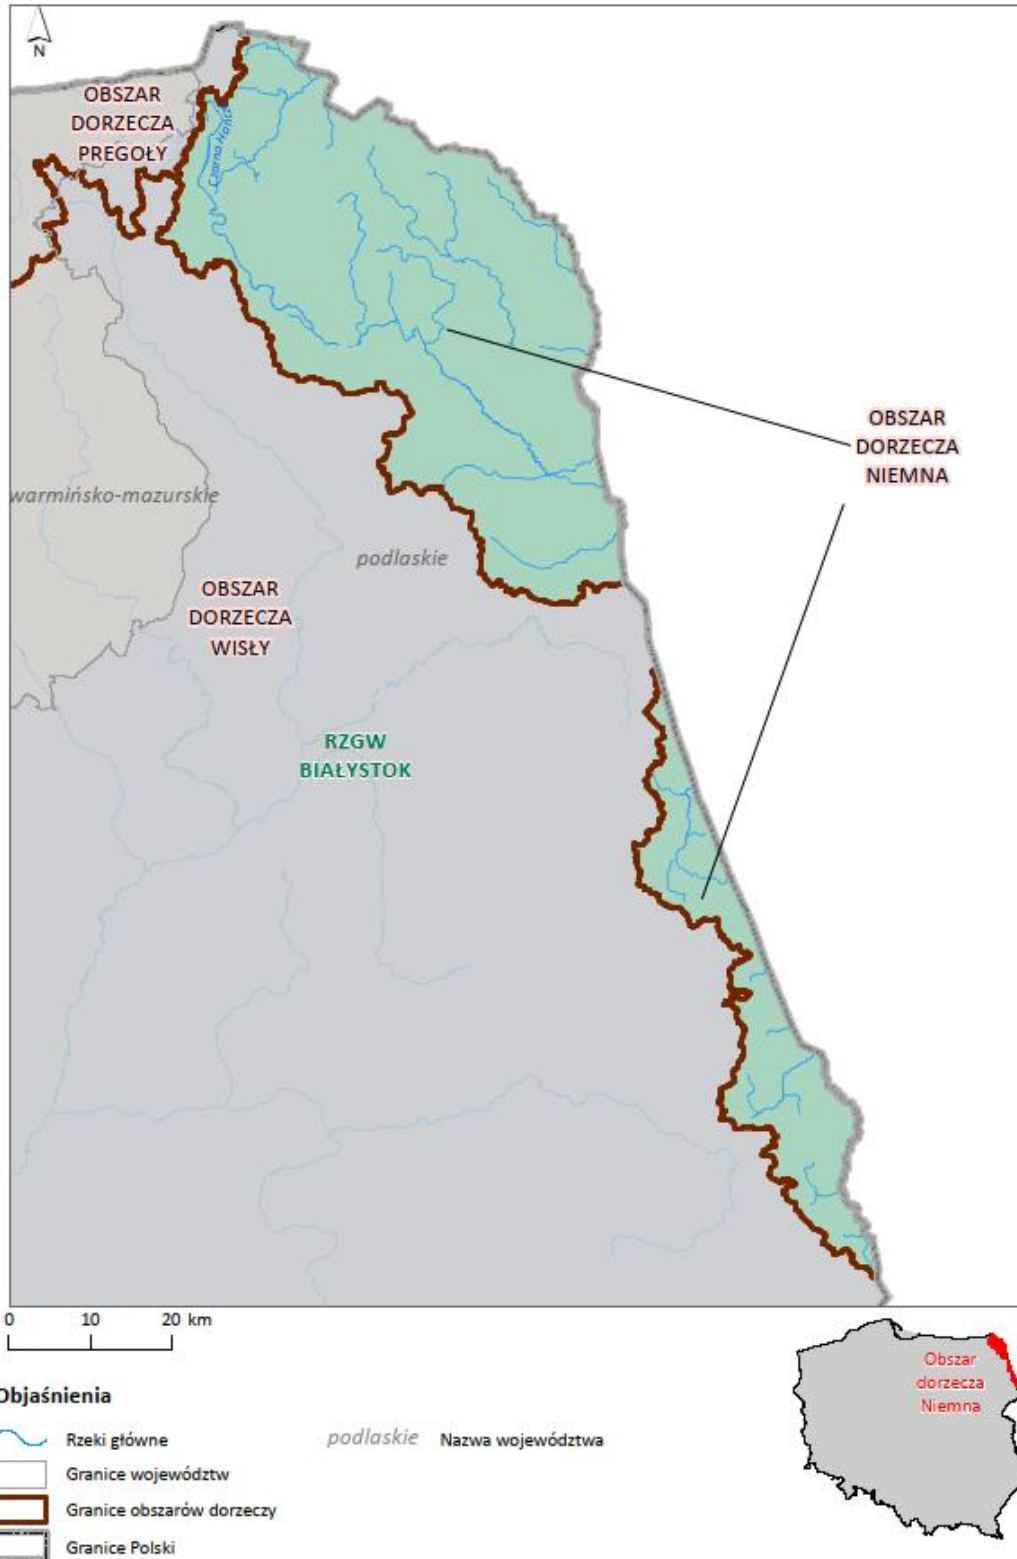 N
OBSZAR
DORZECZA
PREGOŁY
Czarna Hańcza
OBSZAR
DORZECZA
NIEMNA
warmińsko-mazurskie
podlaskie
OBSZAR
DORZECZA
WISŁY
RZGW
BIAŁYSTOK
0 10 20 km
Objaśnienia
Rzeki główne
podlaskie Nazwa województwa
Granice województw
Granice obszarów dorzeczy
Granice Polski
Obszar
dorzecza
Niemna